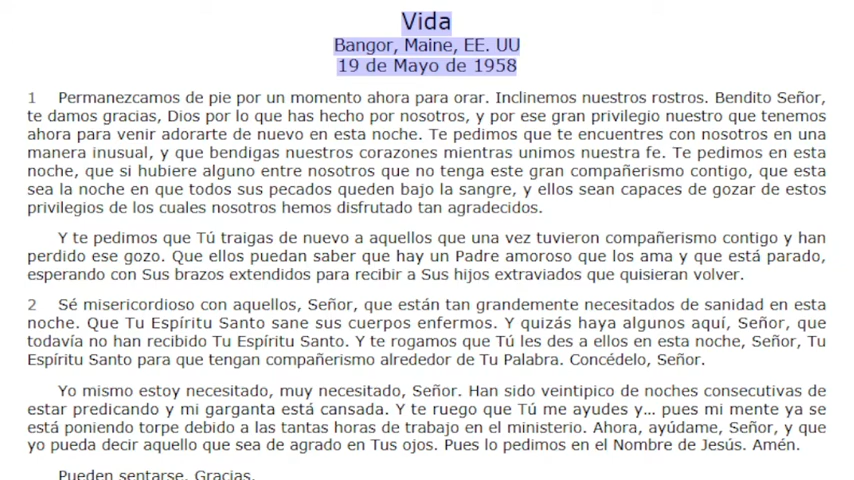 Vida
Bangor, Maine, EE. UU
19 de Mayo de 1958
1 Permanezcamos de pie por un momento ahora para orar. Inclinemos nuestros rostros. Bendito Señor,
te damos gracias, Dios por lo que has hecho por nosotros, y por ese gran privilegio nuestro que tenemos
ahora para venir adorarte de nuevo en esta noche. Te pedimos que te encuentres con nosotros en una
manera inusual, y que bendigas nuestros corazones mientras unimos nuestra fe. Te pedimos en esta
noche, que si hubiere alguno entre nosotros que no tenga este gran compañerismo contigo, que esta
sea la noche en que todos sus pecados queden bajo la sangre, y ellos sean capaces de gozar de estos
privilegios de los cuales nosotros hemos disfrutado tan agradecidos.
Y te pedimos que Tú traigas de nuevo a aquellos que una vez tuvieron compañerismo contigo y han
perdido ese gozo. Que ellos puedan saber que hay un Padre amoroso que los ama y que está parado,
esperando con Sus brazos extendidos para recibir a Sus hijos extraviados que quisieran volver.
2 Sé misericordioso con aquellos, Señor, que están tan grandemente necesitados de sanidad en esta
noche. Que Tu Espíritu Santo sane sus cuerpos enfermos. Y quizás haya algunos aquí, Señor, que
todavía no han recibido Tu Espíritu Santo. Y te rogamos que Tú les des a ellos en esta noche, Señor, Tu
Espíritu Santo para que tengan compañerismo alrededor de Tu Palabra. Concédelo, Señor.
Yo mismo estoy necesitado, muy necesitado, Señor. Han sido veintipico de noches consecutivas de
estar predicando y mi garganta está cansada. Y te ruego que Tú me ayudes y... pues mi mente ya se
está poniendo torpe debido a las tantas horas de trabajo en el ministerio. Ahora, ayúdame, Señor, y que
yo pueda decir aquello que sea de agrado en Tus ojos. Pues lo pedimos en el Nombre de Jesús. Amén.
Pueden sentarse. Gracias.